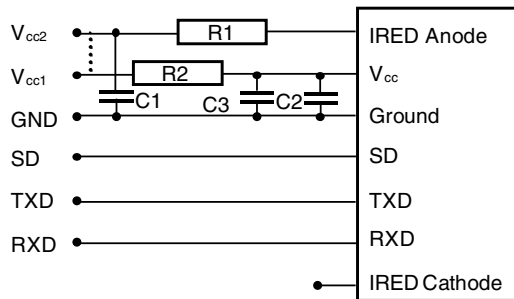 Vcc2 R1 IRED Anode
Vcc1 R2 Vcc
C1 C3 C2
GND Ground
SD SD
TXD TXD
RXD RXD
IRED Cathode